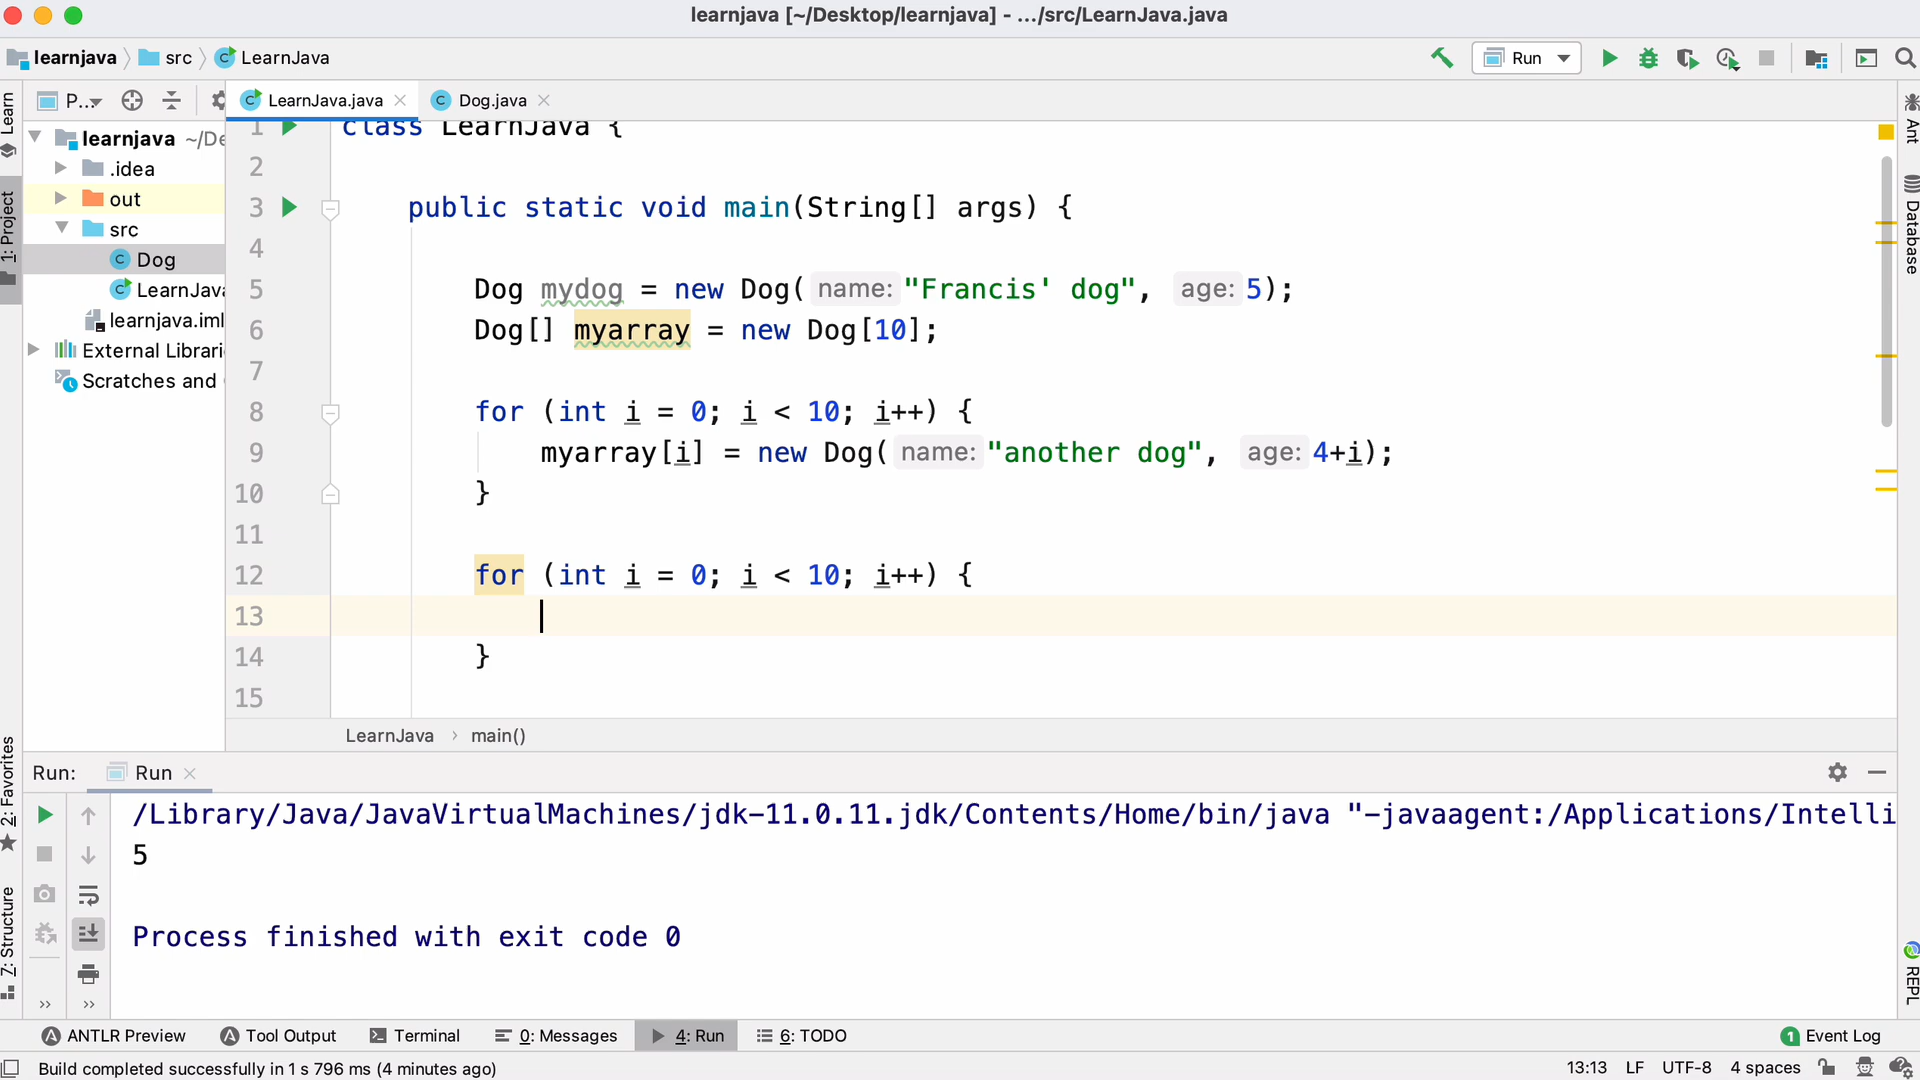 learnjava [~/Desktop/learnjava] - .../src/LearnJava.java
learnjava
src
LearnJava
Run
P...
LearnJava.java
Dog.java
Learn
1: Project
2: Favorites
7: Structure
learnjava ~/De
.idea
out
src
Dog
LearnJava
learnjava.iml
External Librari
Scratches and
1 class LearnJava {
2
3 public static void main(String[] args) {
4
5 Dog mydog = new Dog( name: "Francis' dog", age: 5);
6 Dog[] myarray = new Dog[10];
7
8 for (int i = 0; i < 10; i++) {
9 myarray[i] = new Dog( name: "another dog", age: 4+i);
10 }
11
12 for (int i = 0; i < 10; i++) {
13
14 }
15
LearnJava > main()
Ant
Database
REPL
Run: Run
/Library/Java/JavaVirtualMachines/jdk-11.0.11.jdk/Contents/Home/bin/java "-javaagent:/Applications/Intelli
5
Process finished with exit code 0
ANTLR Preview
Tool Output
Terminal
0: Messages
4: Run
6: TODO
1 Event Log
Build completed successfully in 1 s 796 ms (4 minutes ago)
13:13 LF UTF-8 4 spaces